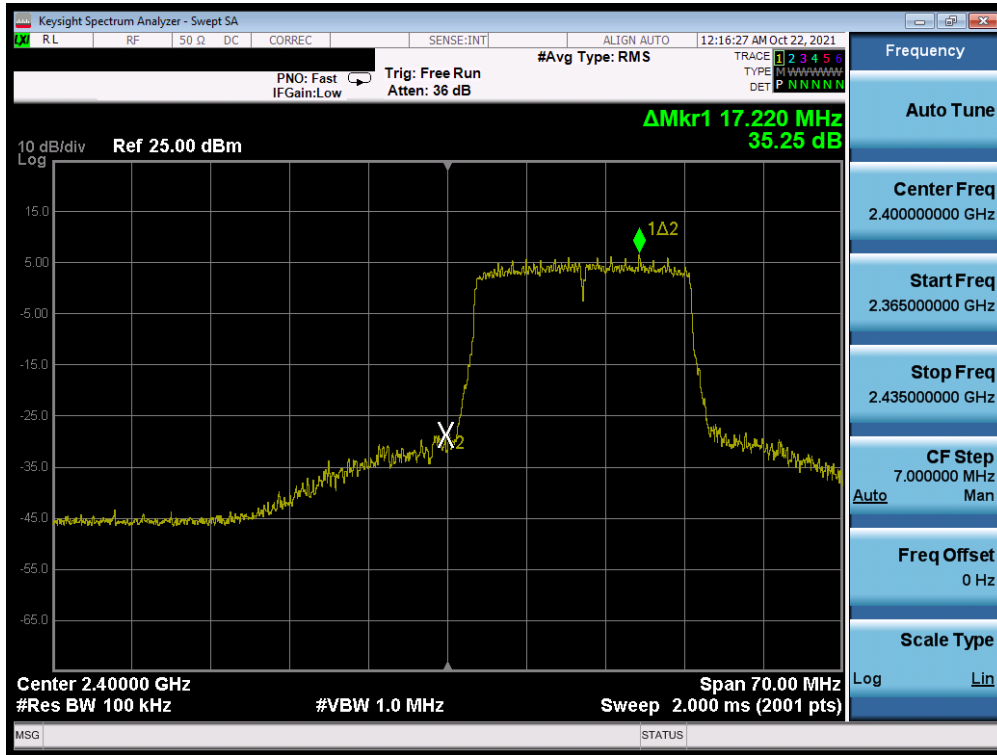 Keysight Spectrum Analyzer - Swept SA
LXI RL RF 50 Ω DC CORREC SENSE:INT ALIGN AUTO 12:16:27 AM Oct 22, 2021
#Avg Type: RMS
TRACE 1 2 3 4 5 6
PNO: Fast Trig: Free Run
TYPE M WWWWW
IFGain:Low Atten: 36 dB
DET P N N N N N
ΔMkr1 17.220 MHz
35.25 dB
10 dB/div Ref 25.00 dBm
Log
15.0
1Δ2
5.00
-5.00
-15.0
-25.0
X2
-35.0
-45.0
-55.0
-65.0
Center 2.40000 GHz Span 70.00 MHz
#Res BW 100 kHz #VBW 1.0 MHz Sweep 2.000 ms (2001 pts)
MSG STATUS
Frequency
Auto Tune
Center Freq
2.400000000 GHz
Start Freq
2.365000000 GHz
Stop Freq
2.435000000 GHz
CF Step
7.000000 MHz
Auto Man
Freq Offset
0 Hz
Scale Type
Log Lin